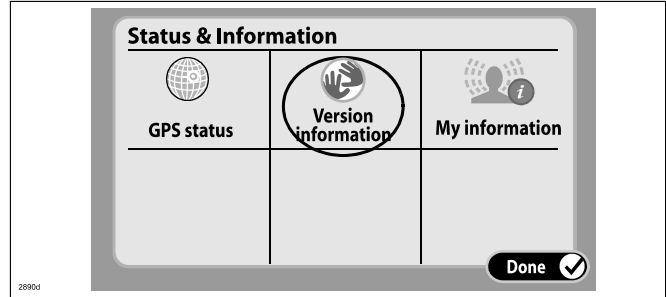 Status & Information
GPS status
Version
information
My information
Done
2890d